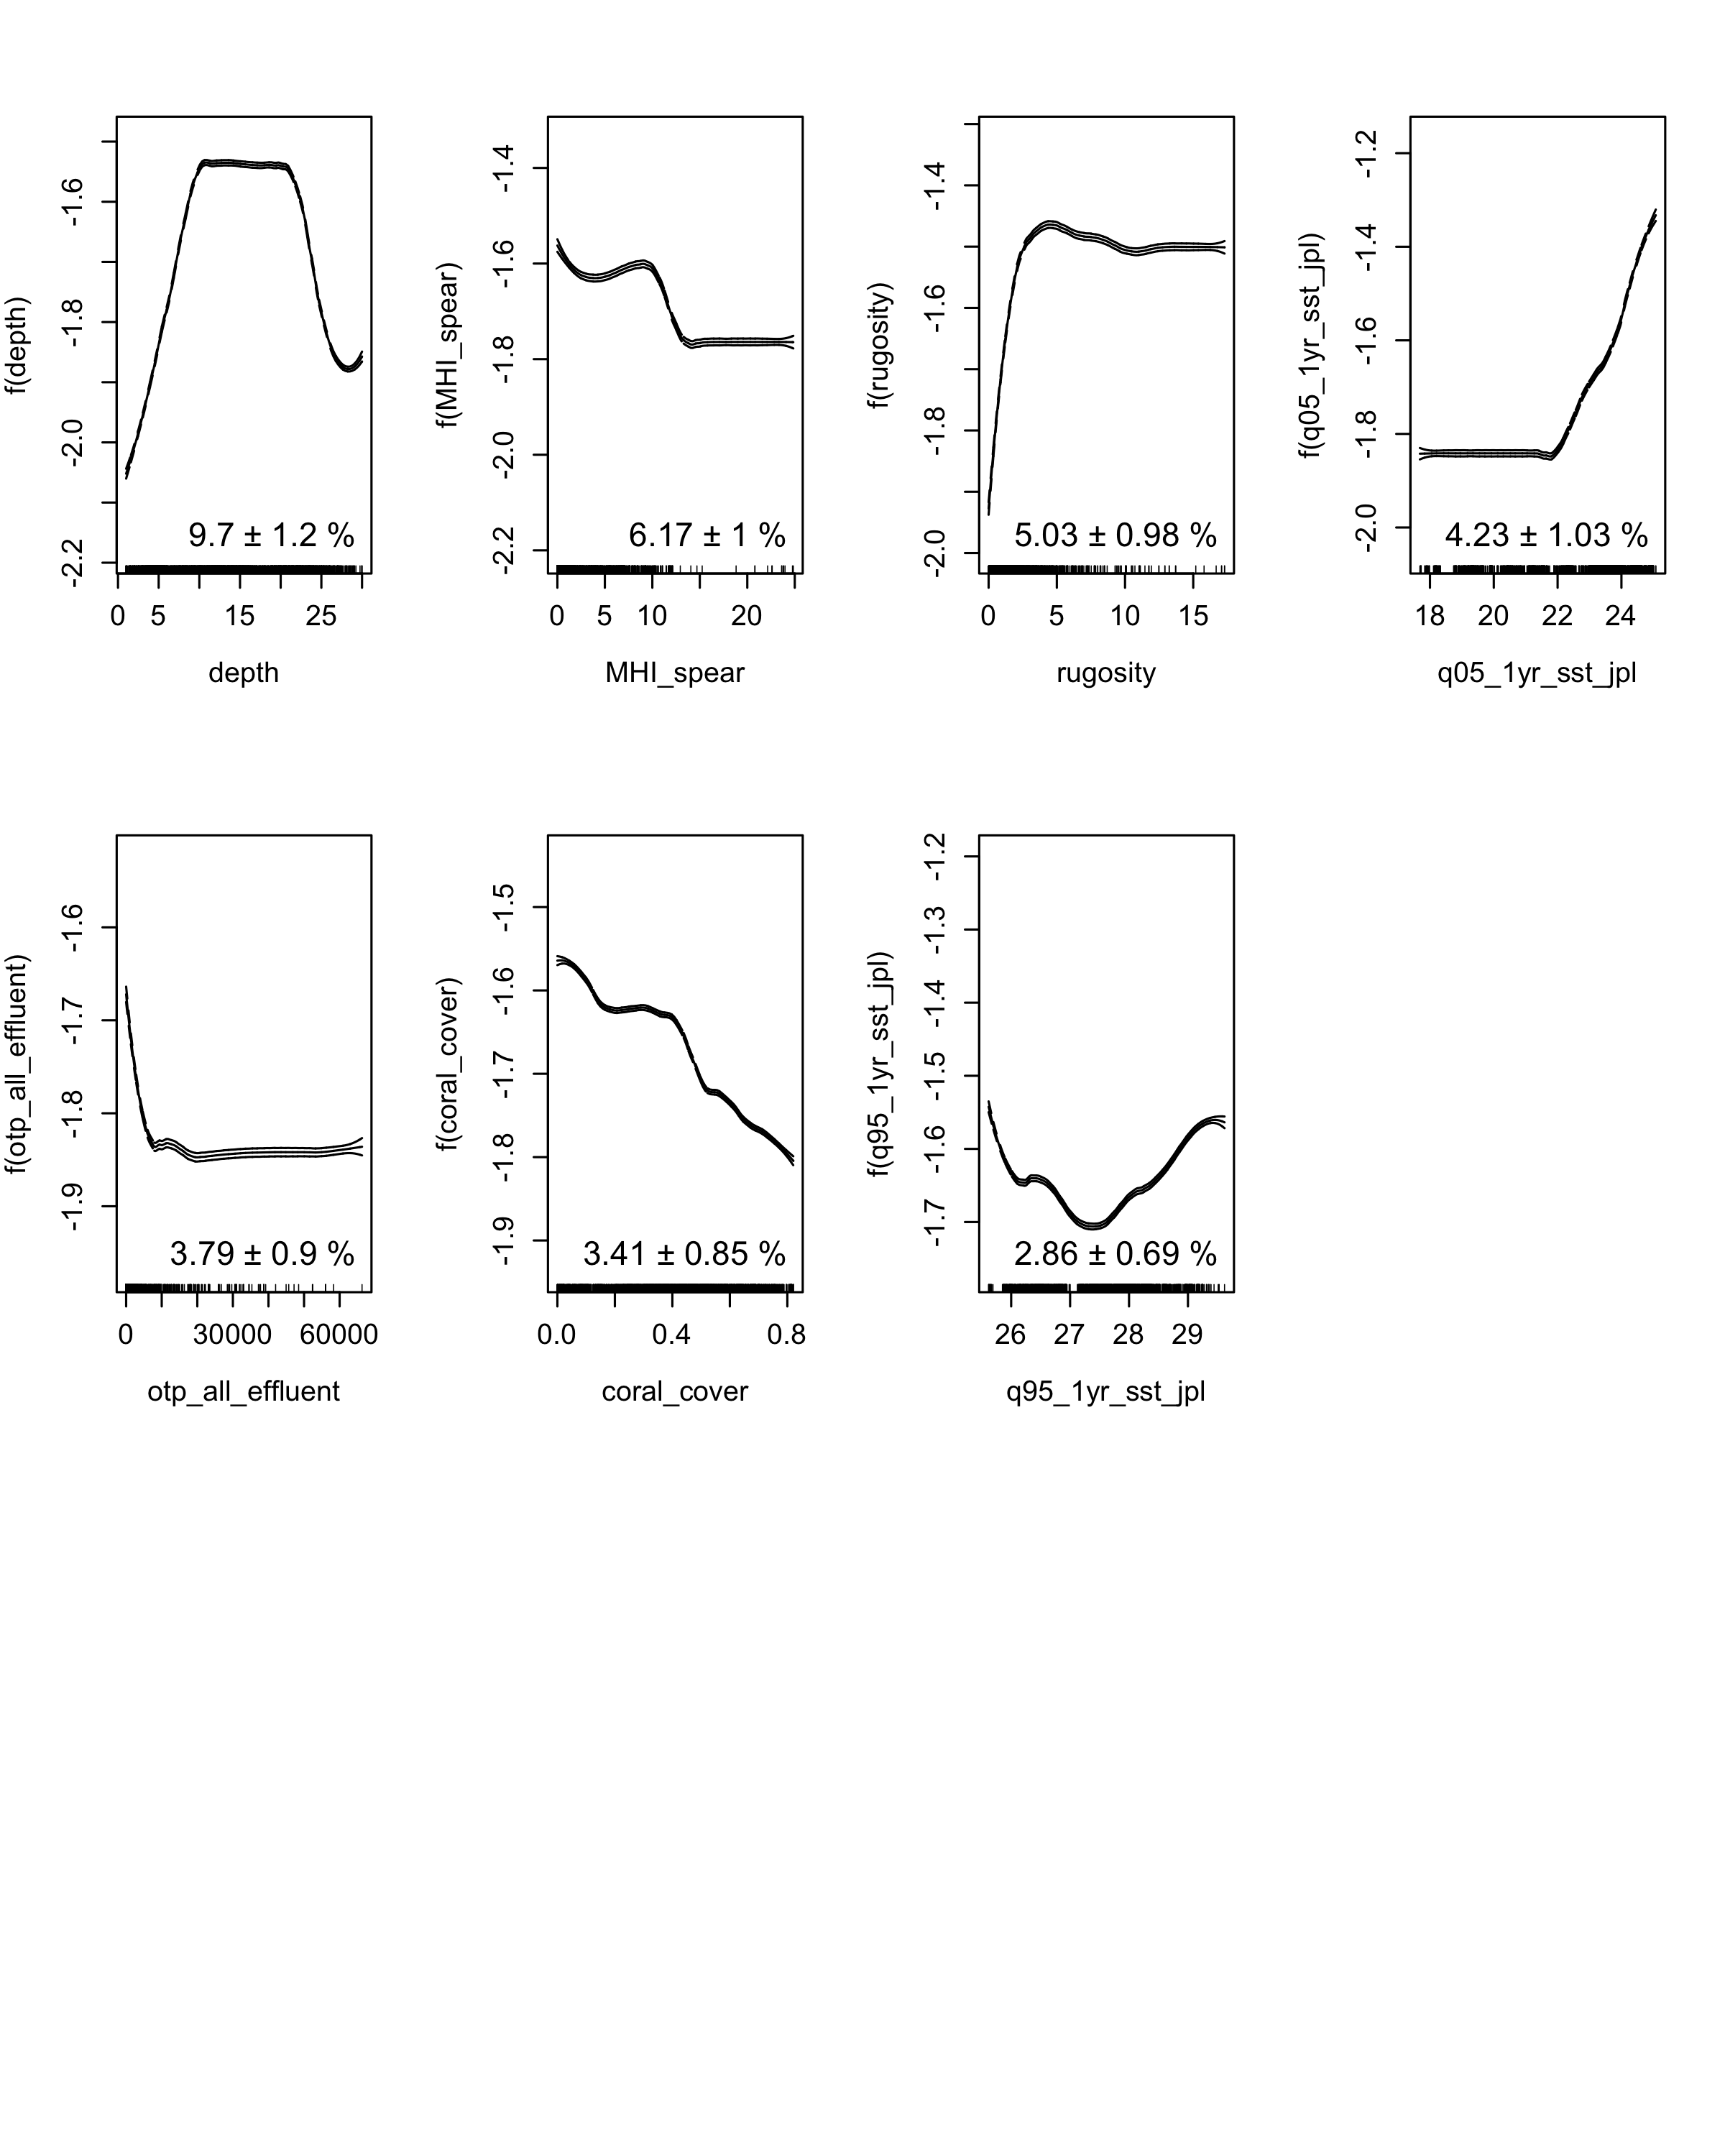 f(depth)
-1.6
-1.8
-2.0
-2.2
9.7 ± 1.2 %
0 5 15 25
depth
f(MHI_spear)
-1.4
-1.6
-1.8
-2.0
-2.2
6.17 ± 1 %
0 5 10 20
MHI_spear
f(rugosity)
-1.4
-1.6
-1.8
-2.0
5.03 ± 0.98 %
0 5 10 15
rugosity
f(q05_1yr_sst_jpl)
-1.2
-1.4
-1.6
-1.8
-2.0
4.23 ± 1.03 %
18 20 22 24
q05_1yr_sst_jpl
f(otp_all_effluent)
-1.6
-1.7
-1.8
-1.9
3.79 ± 0.9 %
0 30000 60000
otp_all_effluent
f(coral_cover)
-1.5
-1.6
-1.7
-1.8
-1.9
3.41 ± 0.85 %
0.0 0.4 0.8
coral_cover
f(q95_1yr_sst_jpl)
-1.2
-1.3
-1.4
-1.5
-1.6
-1.7
2.86 ± 0.69 %
26 27 28 29
q95_1yr_sst_jpl